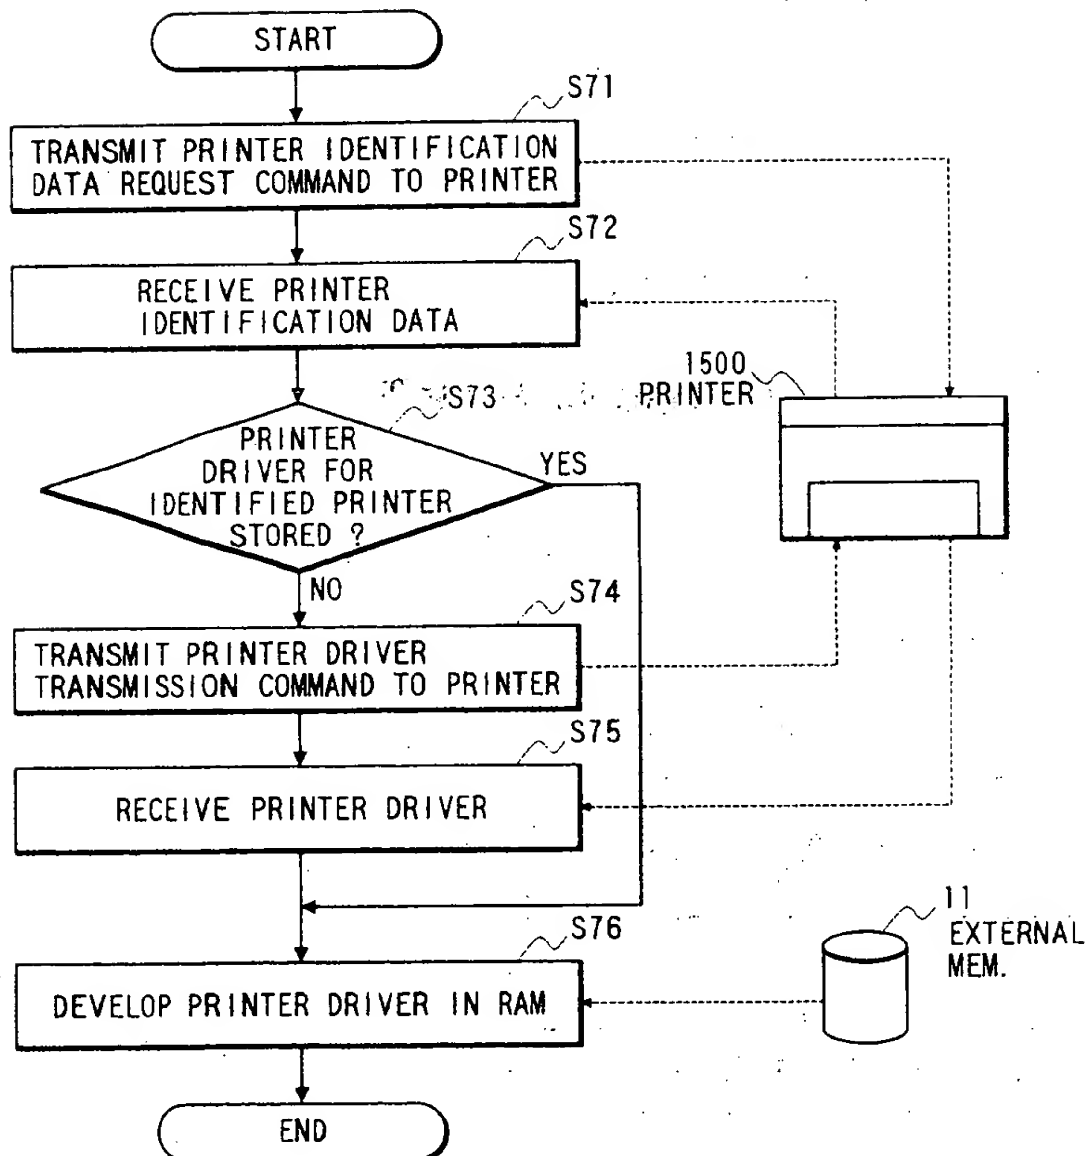 START
S71
TRANSMIT PRINTER IDENTIFICATION
DATA REQUEST COMMAND TO PRINTER
S72
RECEIVE PRINTER
IDENTIFICATION DATA
1500
PRINTER
S73
PRINTER
DRIVER FOR
IDENTIFIED PRINTER
STORED ?
YES
NO
S74
TRANSMIT PRINTER DRIVER
TRANSMISSION COMMAND TO PRINTER
S75
RECEIVE PRINTER DRIVER
11
EXTERNAL
MEM.
S76
DEVELOP PRINTER DRIVER IN RAM
END